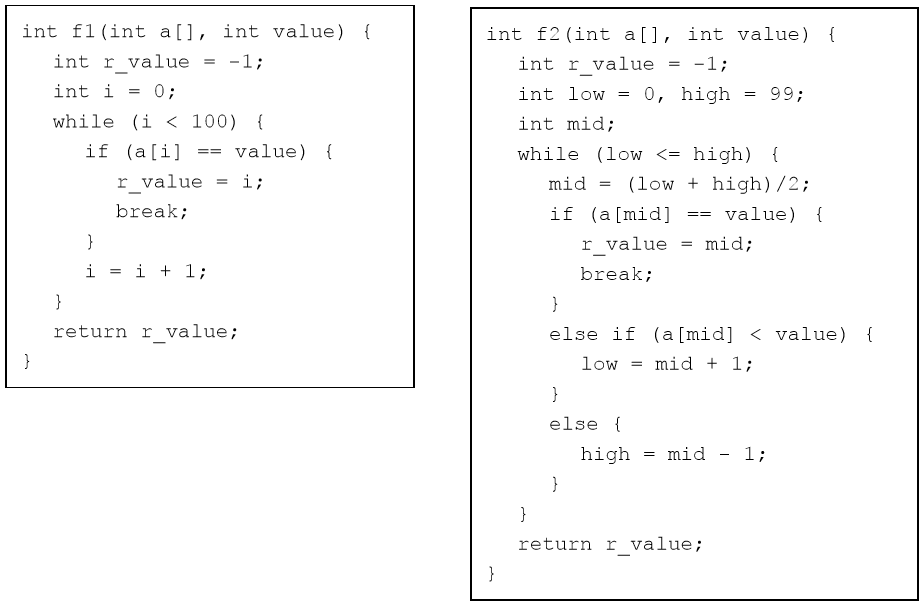 int f1(int a[], int value) {
int r_value = -1;
int i = 0;
while (i < 100) {
if (a[i] == value) {
r_value = i;
break;
}
i = i + 1;
}
return r_value;
}
int f2(int a[], int value) {
int r_value = -1;
int low = 0, high = 99;
int mid;
while (low <= high) {
mid = (low + high)/2;
if (a[mid] == value) {
r_value = mid;
break;
}
else if (a[mid] < value) {
low = mid + 1;
}
else {
high = mid - 1;
}
}
return r_value;
}